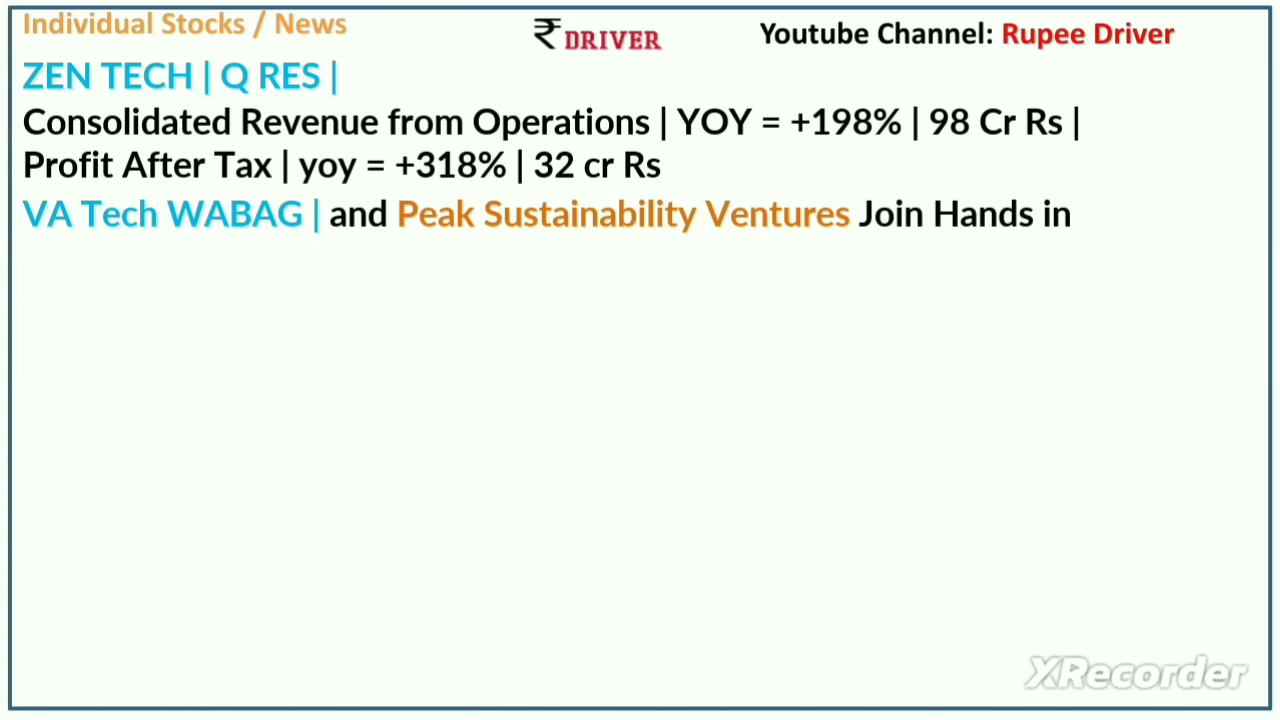 Individual Stocks / News
₹ DRIVER
Youtube Channel: Rupee Driver
ZEN TECH | Q RES |
Consolidated Revenue from Operations | YOY = +198% | 98 Cr Rs |
Profit After Tax | yoy = +318% | 32 cr Rs
VA Tech WABAG | and Peak Sustainability Ventures Join Hands in
XRecorder